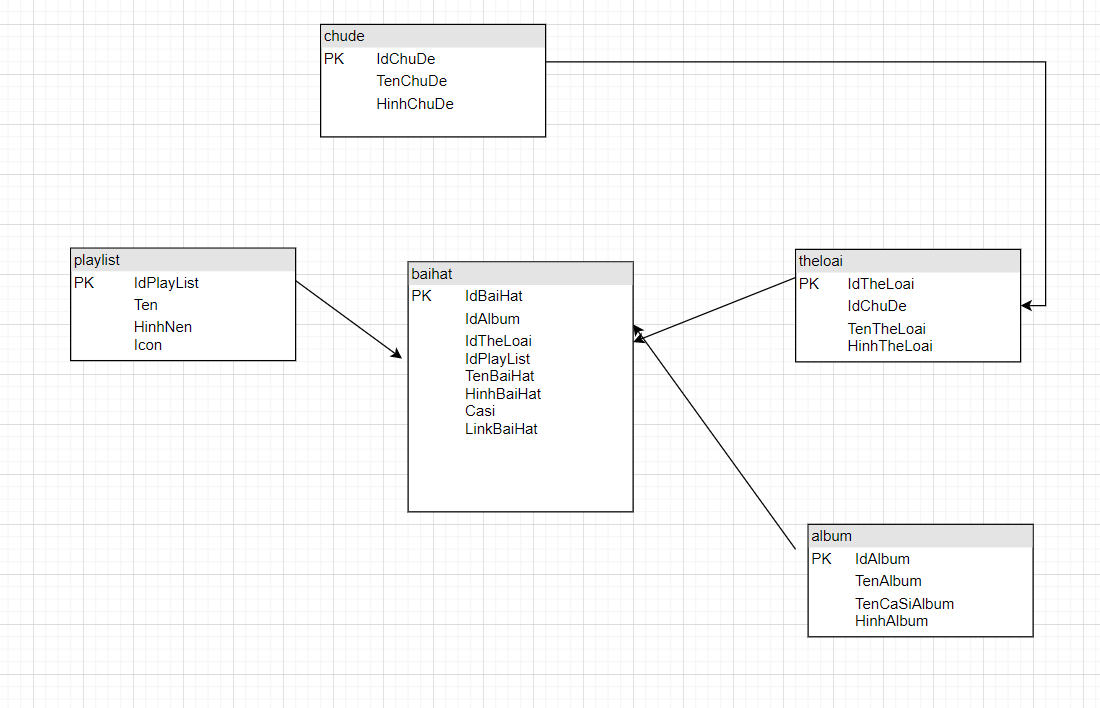 chude
PK IdChuDe
TenChuDe
HinhChuDe
playlist
PK IdPlayList
Ten
HinhNen
Icon
baihat
PK IdBaiHat
IdAlbum
IdTheLoai
IdPlayList
TenBaiHat
HinhBaiHat
Casi
LinkBaiHat
theloai
PK IdTheLoai
IdChuDe
TenTheLoai
HinhTheLoai
album
PK IdAlbum
TenAlbum
TenCaSiAlbum
HinhAlbum